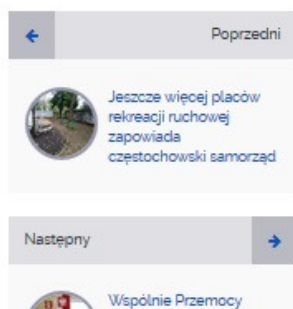 Poprzedni
Jeszcze więcej placów
rekreacji ruchowej
zapowiada
częstochowski samorząd
Następny
Wspólnie Przemocy